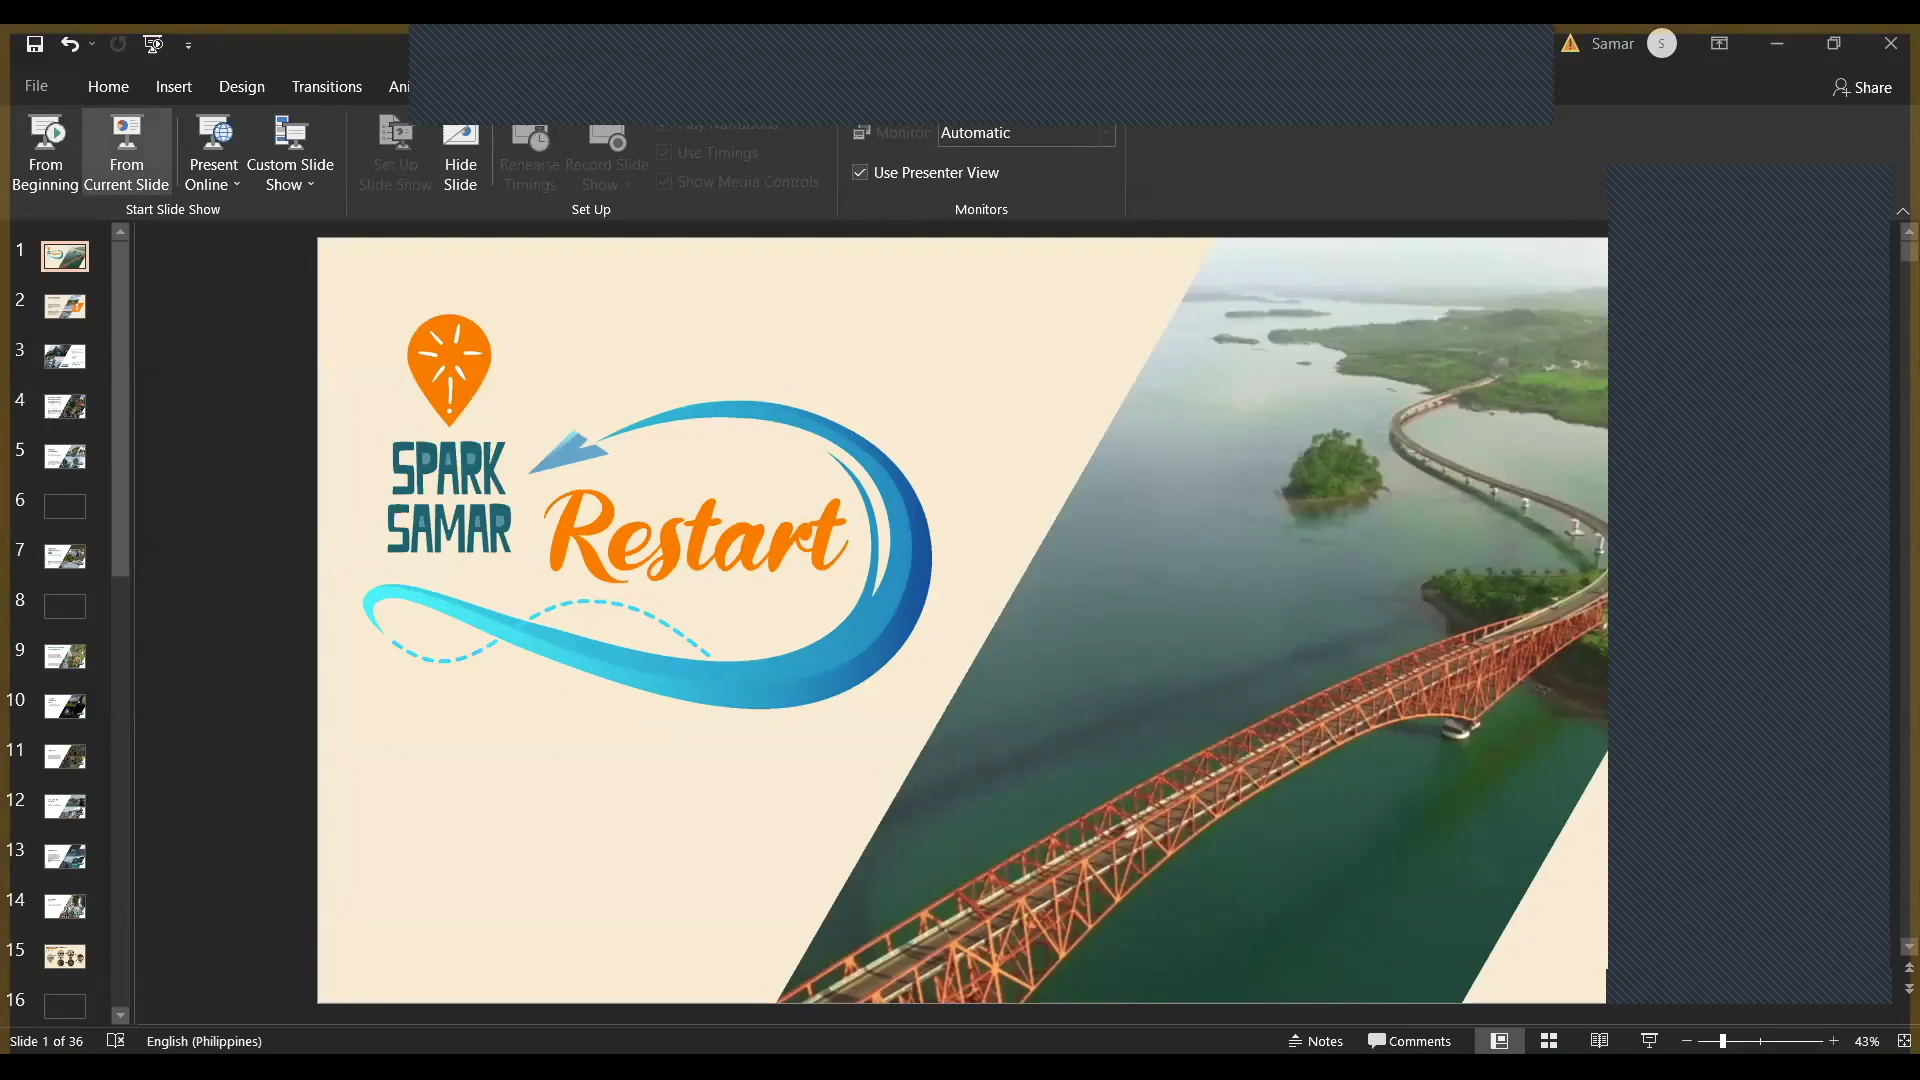 Samar S
File Home Insert Design Transitions Ani Share
From Beginning
From Current Slide
Present Online
Custom Slide Show
Set Up Slide Show
Hide Slide
Rehearse Timings
Record Slide Show
Play Narrations
Use Timings
Show Media Controls
Monitor: Automatic
Use Presenter View
Start Slide Show
Set Up
Monitors
1
2
3
4
5
6
7
8
9
10
11
12
13
14
15
16
SPARK
SAMAR
Restart
Slide 1 of 36 English (Philippines) Notes Comments 43%